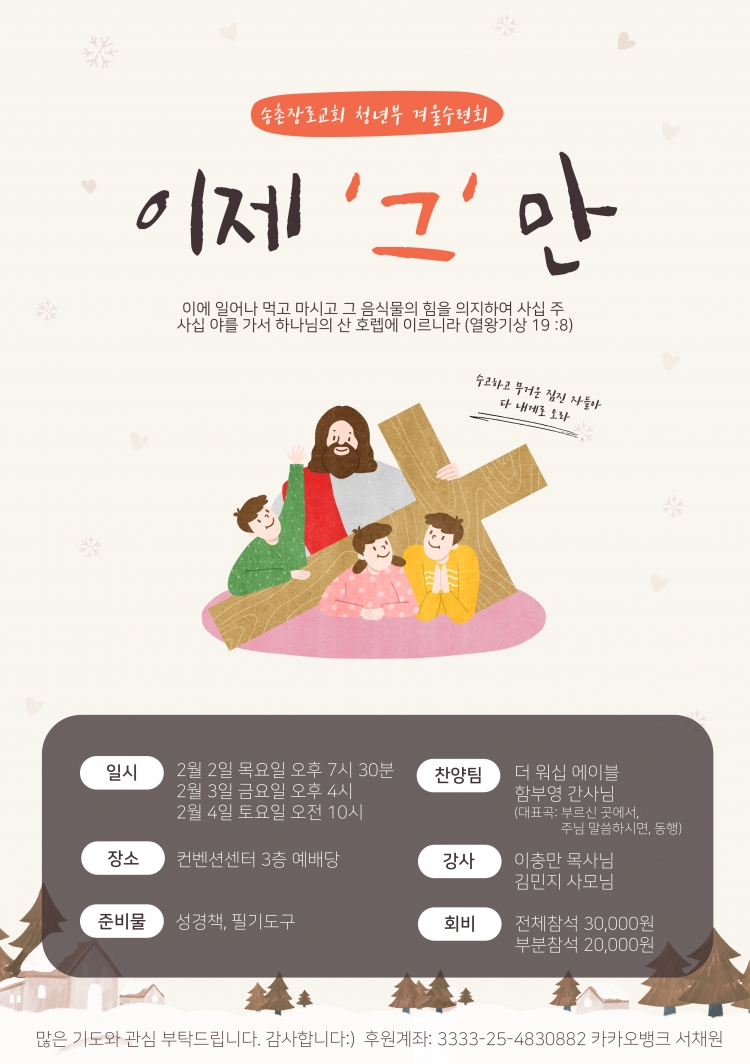 송촌장로교회 청년부 겨울수련회
이제 '그' 만
이에 일어나 먹고 마시고 그 음식물의 힘을 의지하여 사십 주
사십 야를 가서 하나님의 산 호렙에 이르니라 (열왕기상 19 :8)
수고하고 무거운 짐진 자들아
다 내게로 오라
일시
2월 2일 목요일 오후 7시 30분
2월 3일 금요일 오후 4시
2월 4일 토요일 오전 10시
장소
컨벤션센터 3층 예배당
준비물
성경책, 필기도구
찬양팀
더 워십 에이블
함부영 간사님
(대표곡: 부르신 곳에서,
주님 말씀하시면, 동행)
강사
이충만 목사님
김민지 사모님
회비
전체참석 30,000원
부분참석 20,000원
많은 기도와 관심 부탁드립니다. 감사합니다:) 후원계좌: 3333-25-4830882 카카오뱅크 서채원